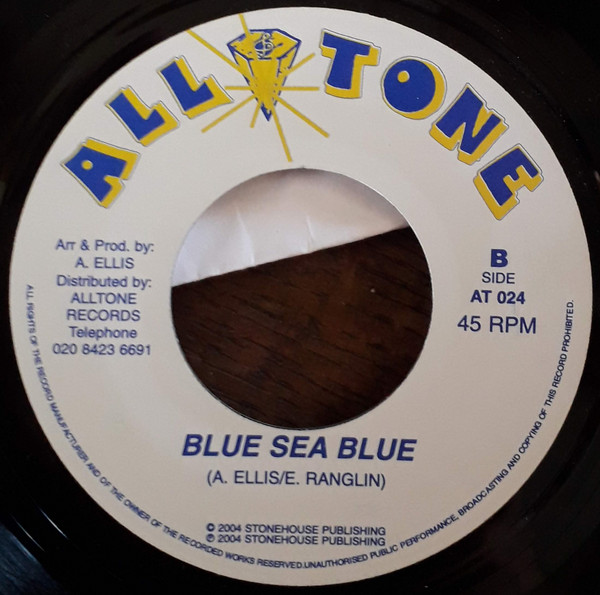 ALL TONE
Arr & Prod. by:
A. ELLIS
Distributed by:
ALLTONE
RECORDS
Telephone
020 8423 6691
B
SIDE
AT 024
45 RPM
BLUE SEA BLUE
(A. ELLIS/E. RANGLIN)
© 2004 STONEHOUSE PUBLISHING
℗ 2004 STONEHOUSE PUBLISHING
ALL RIGHTS OF THE RECORD MANUFACTURER AND OF THE OWNER OF THE RECORDED WORKS RESERVED.UNAUTHORISED PUBLIC PERFORMANCE, BROADCASTING AND COPYING OF THIS RECORD PROHIBITED.